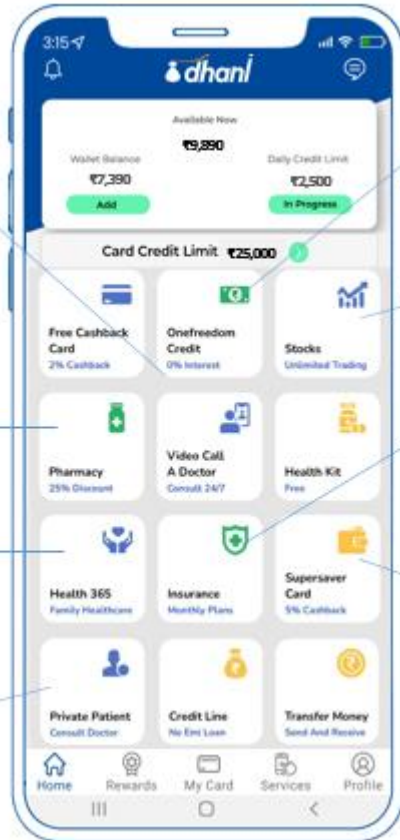 3:15
dhani
Available Now
₹9,890
Wallet Balance
Daily Credit Limit
₹7,390
₹2,500
Add
In Progress
Card Credit Limit ₹25,000
Free Cashback
Card
2% Cashback
Onefreedom
Credit
0% Interest
Stocks
Unlimited Trading
Pharmacy
25% Discount
Video Call
A Doctor
Consult 24/7
Health Kit
Free
Health 365
Family Healthcare
Insurance
Monthly Plans
Supersaver
Card
5% Cashback
Private Patient
Consult Doctor
Credit Line
No Emi Loan
Transfer Money
Send And Receive
Home
Rewards
My Card
Services
Profile